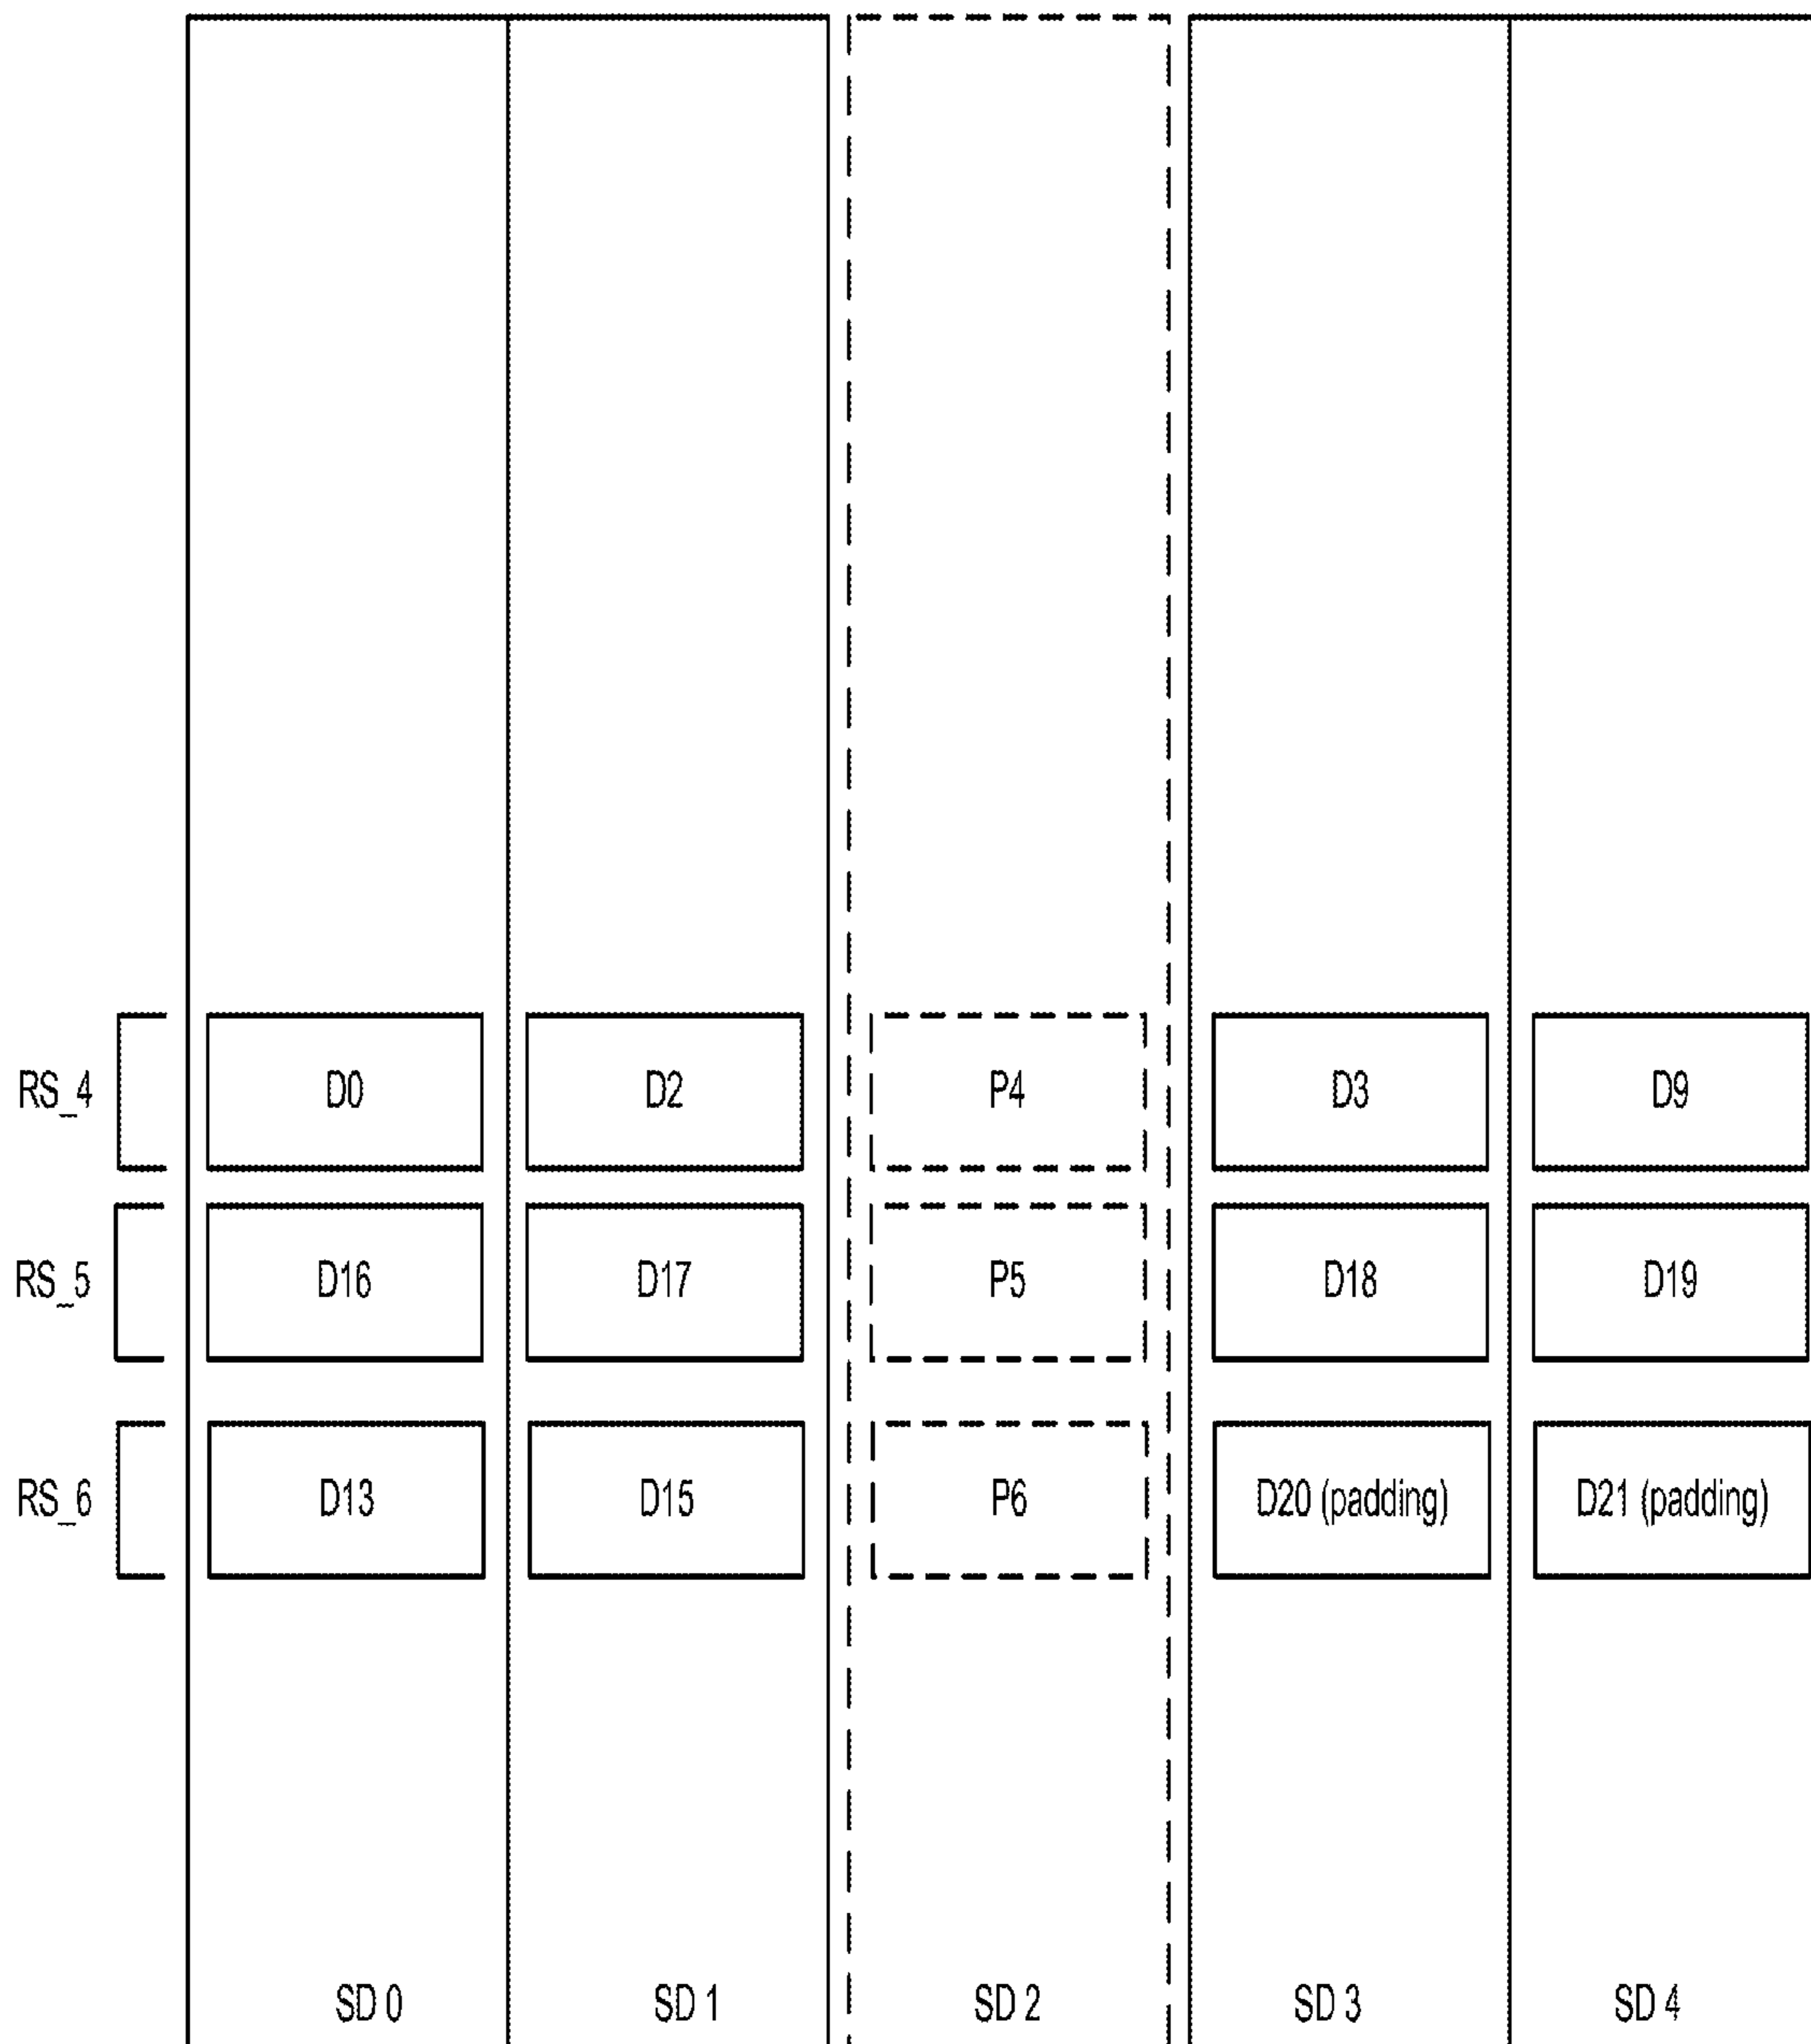 RS_4 D0 D2 P4 D3 D9
RS_5 D16 D17 P5 D18 D19
RS_6 D13 D15 P6 D20 (padding) D21 (padding)
SD 0 SD 1 SD 2 SD 3 SD 4